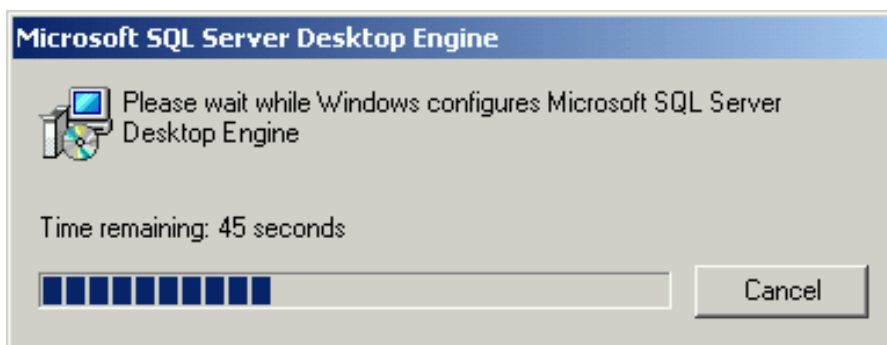 Microsoft SQL Server Desktop Engine
Please wait while Windows configures Microsoft SQL Server
Desktop Engine
Time remaining: 45 seconds
Cancel